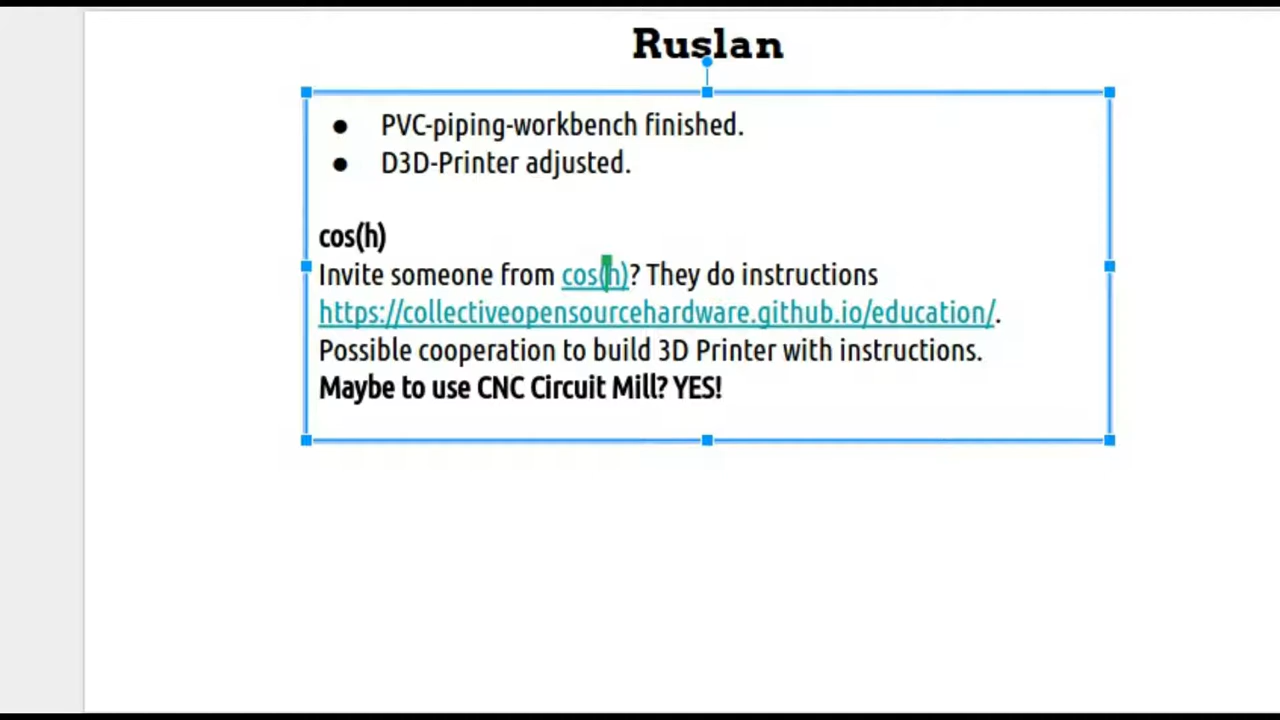 Ruslan
● PVC-piping-workbench finished.
● D3D-Printer adjusted.
cos(h)
Invite someone from cos(h)? They do instructions
https://collectiveopensourcehardware.github.io/education/.
Possible cooperation to build 3D Printer with instructions.
Maybe to use CNC Circuit Mill? YES!